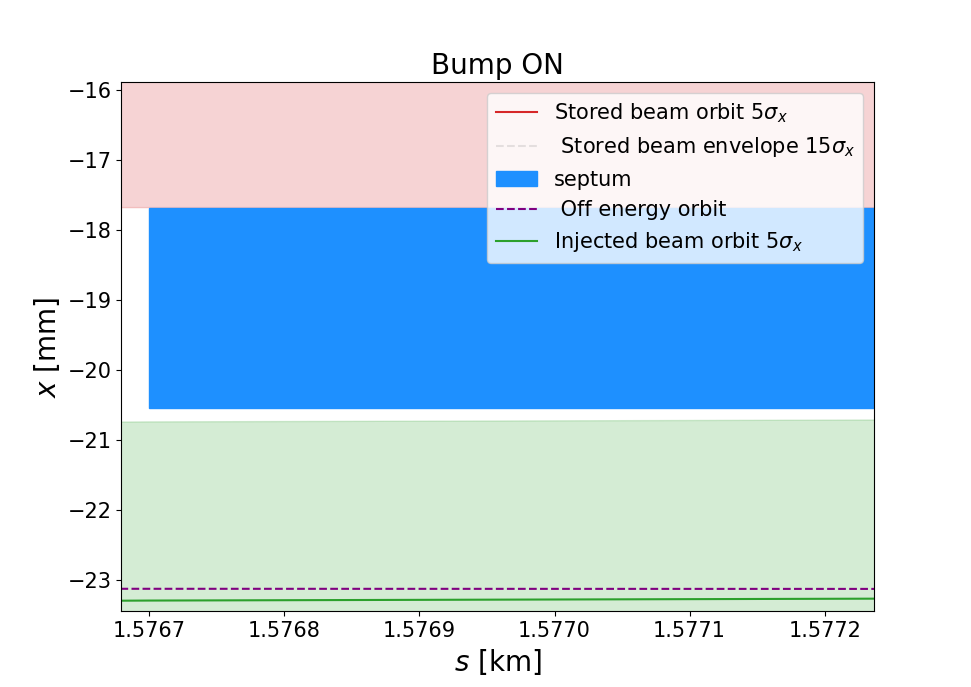 Bump ON
−16
−17
−18
−19
−20
−21
−22
−23
x [mm]
Stored beam orbit 5σₓ
Stored beam envelope 15σₓ
septum
Off energy orbit
Injected beam orbit 5σₓ
1.5767 1.5768 1.5769 1.5770 1.5771 1.5772
s [km]